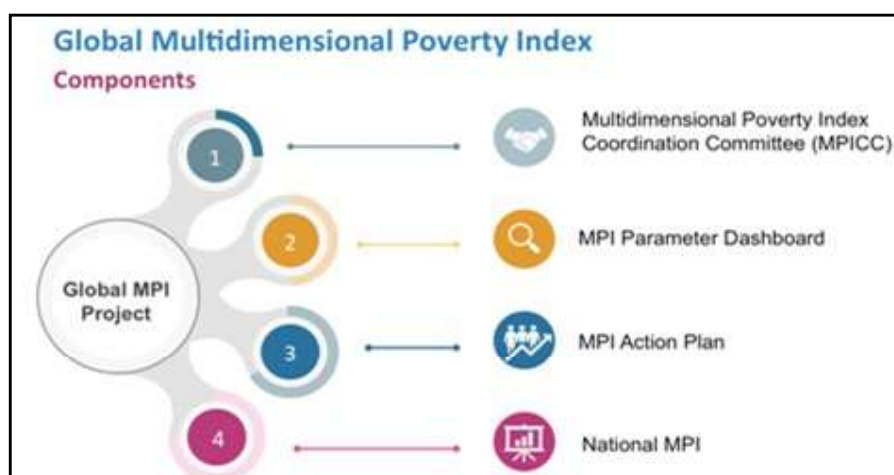 Global Multidimensional Poverty Index
Components
1
Multidimensional Poverty Index
Coordination Committee (MPICC)
2
MPI Parameter Dashboard
Global MPI
Project
3
MPI Action Plan
4
National MPI